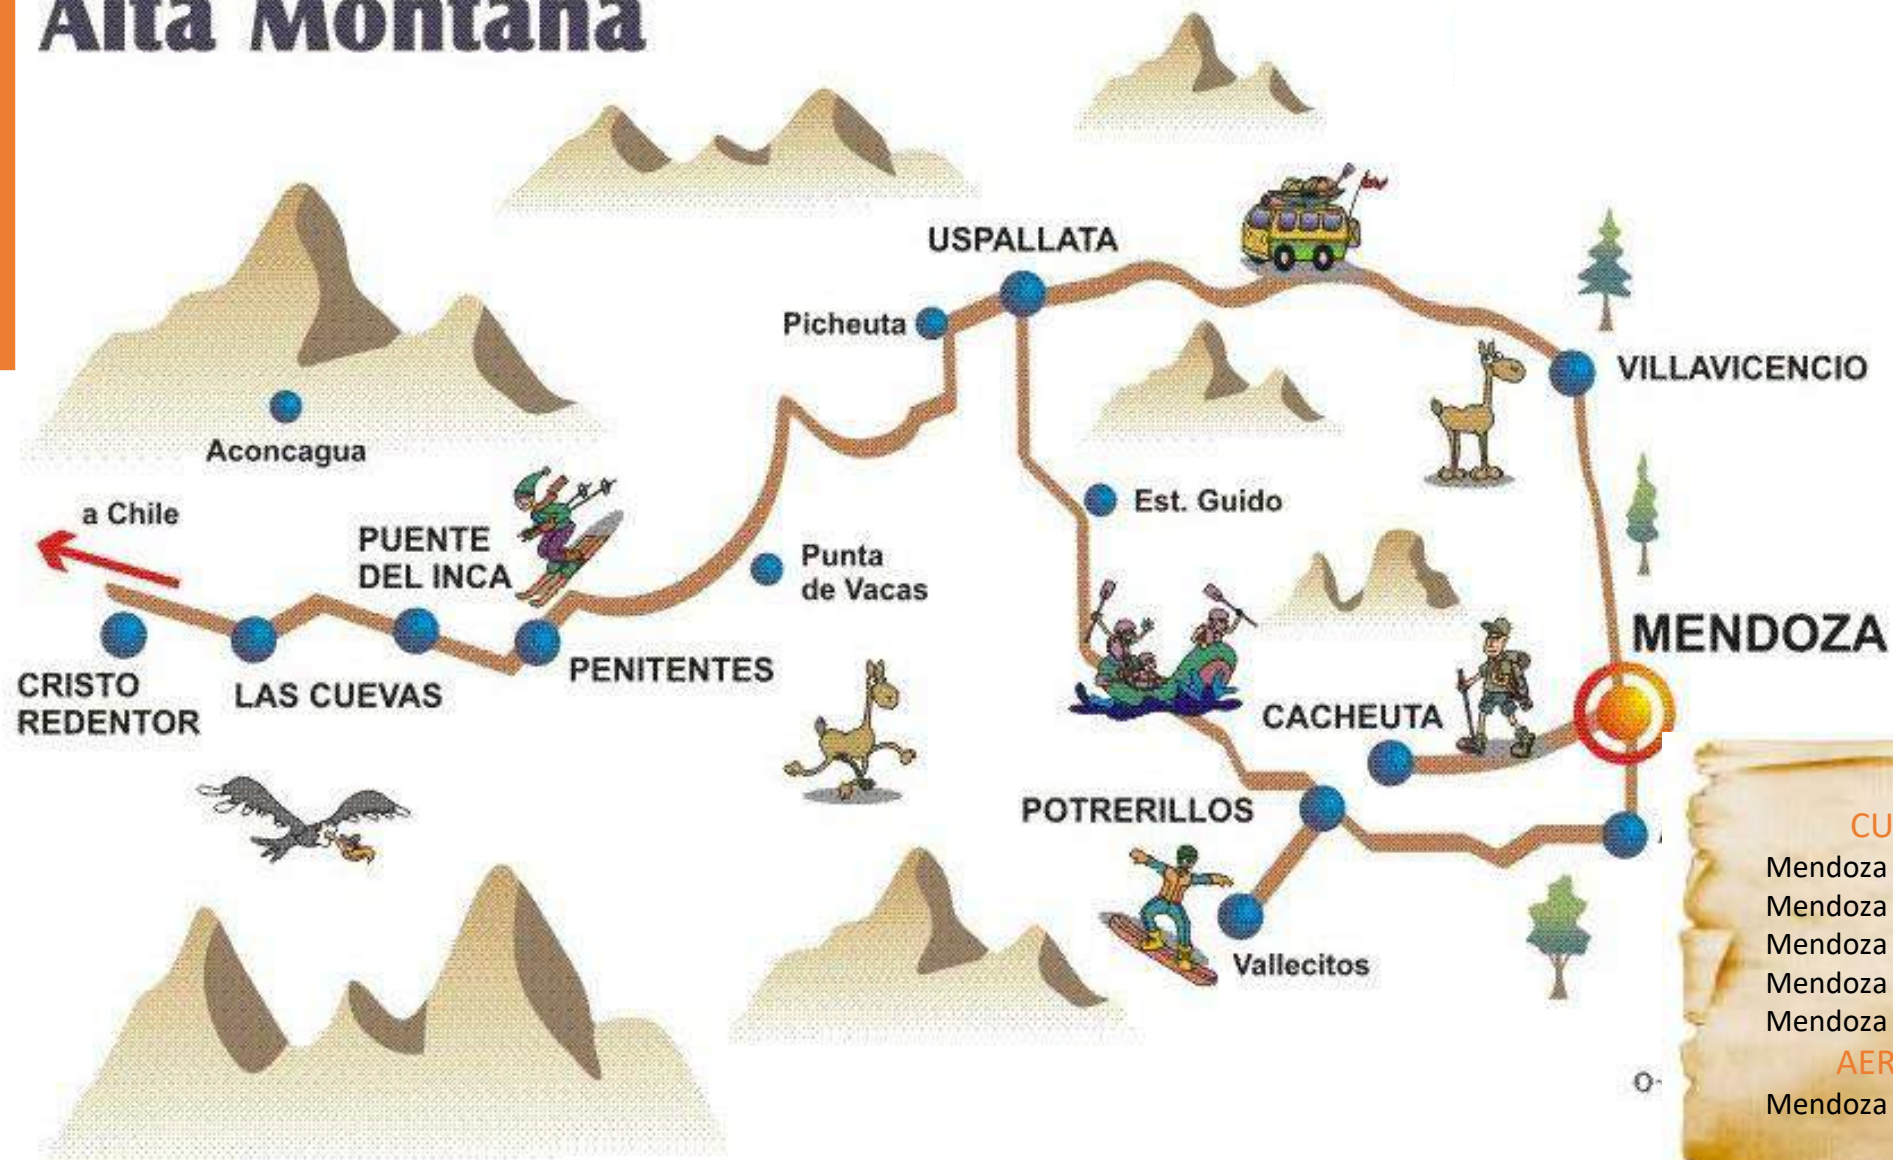 Alta Montaña
USPALLATA
Picheuta
VILLAVICENCIO
Aconcagua
a Chile
PUENTE
DEL INCA
Est. Guido
Punta
de Vacas
MENDOZA
PENITENTES
CRISTO
REDENTOR
LAS CUEVAS
CACHEUTA
POTRERILLOS
Vallecitos
CU
Mendoza
Mendoza
Mendoza
Mendoza
Mendoza
AER
Mendoza